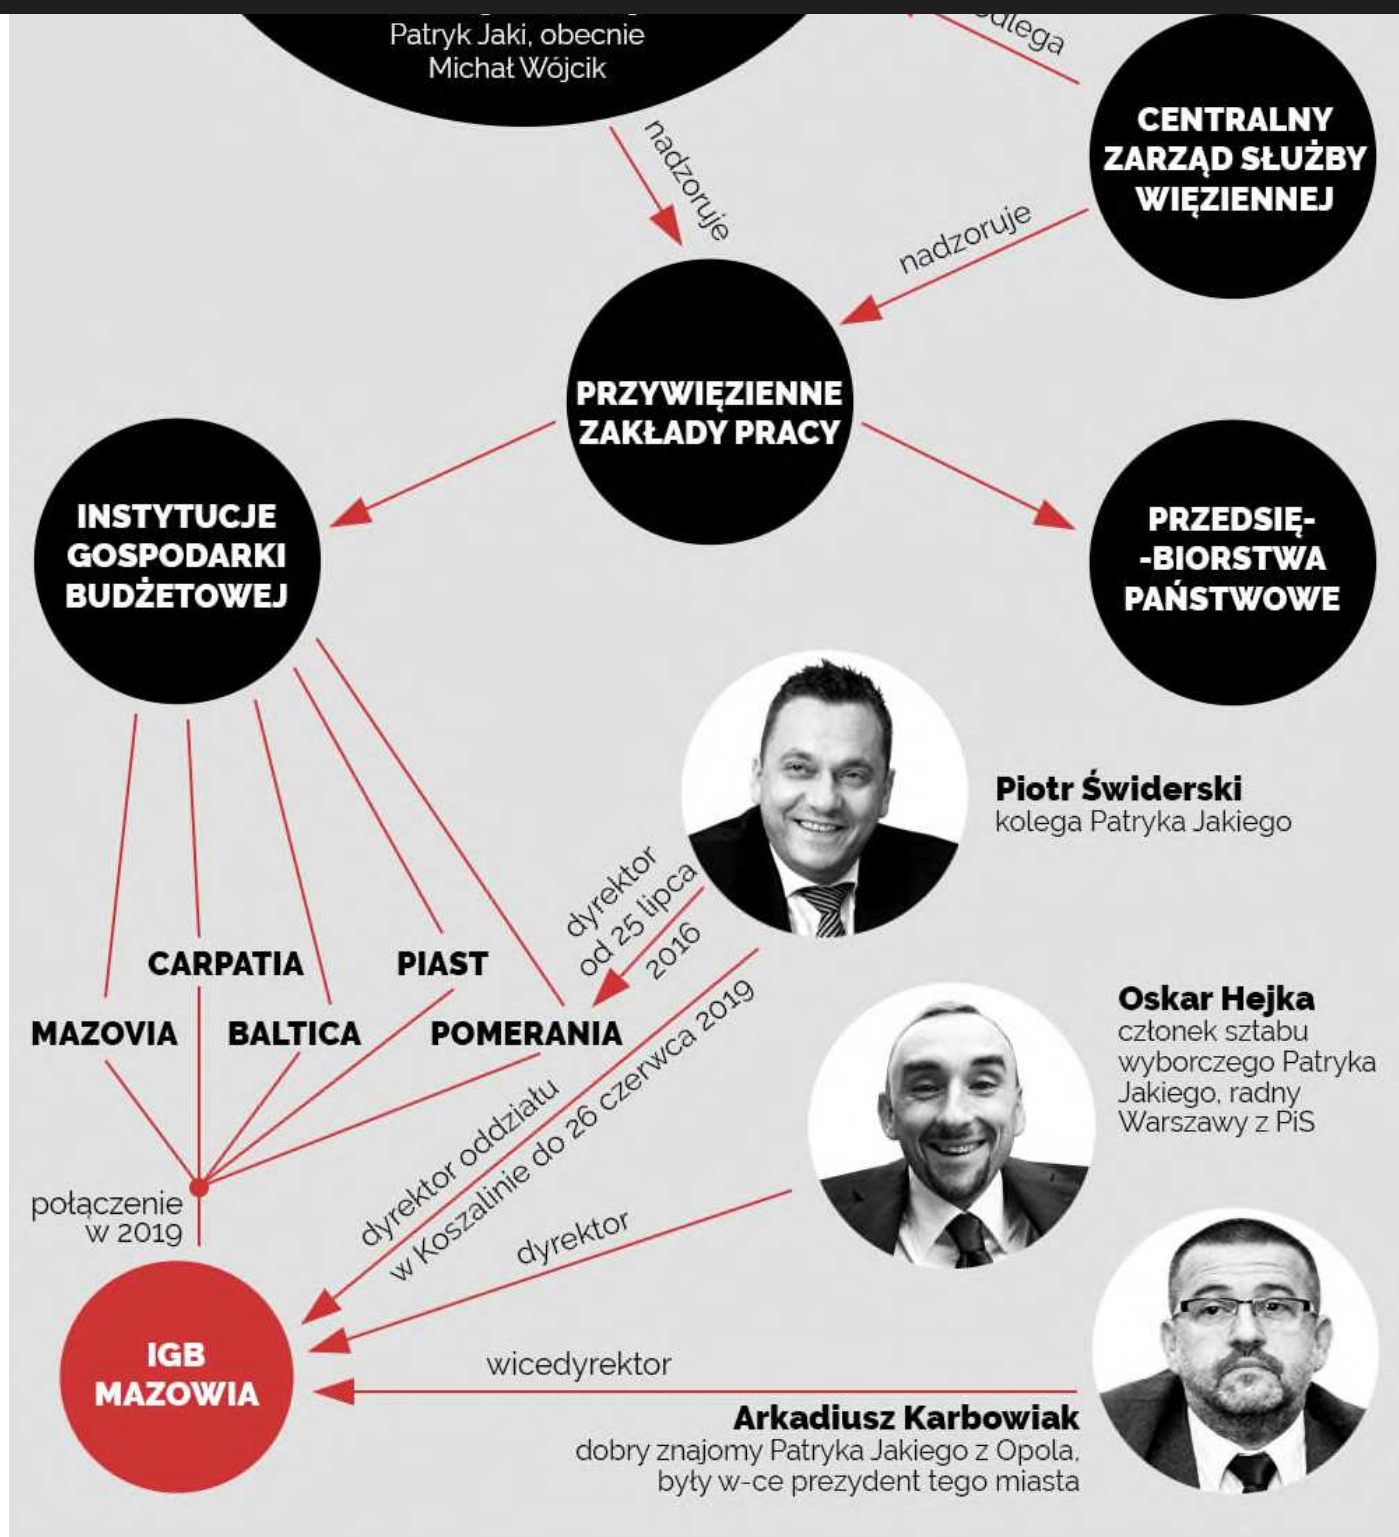 Patryk Jaki, obecnie
Michał Wójcik
nadzoruje
CENTRALNY
ZARZĄD SŁUŻBY
WIĘZIENNEJ
nadzoruje
PRZYWIĘZIENNE
ZAKŁADY PRACY
INSTYTUCJE
GOSPODARKI
BUDŻETOWEJ
PRZEDSIĘ-
-BIORSTWA
PAŃSTWOWE
Piotr Świderski
kolega Patryka Jakiego
dyrektor
od 25 lipca
2016
CARPATIA
PIAST
MAZOVIA
BALTICA
POMERANIA
Oskar Hejka
członek sztabu
wyborczego Patryka
Jakiego, radny
Warszawy z PiS
dyrektor oddziatu
w Koszalinie do 26 czerwca 2019
połączenie
w 2019
dyrektor
IGB
MAZOWIA
wicedyrektor
Arkadiusz Karbowiak
dobry znajomy Patryka Jakiego z Opola,
były w-ce prezydent tego miasta